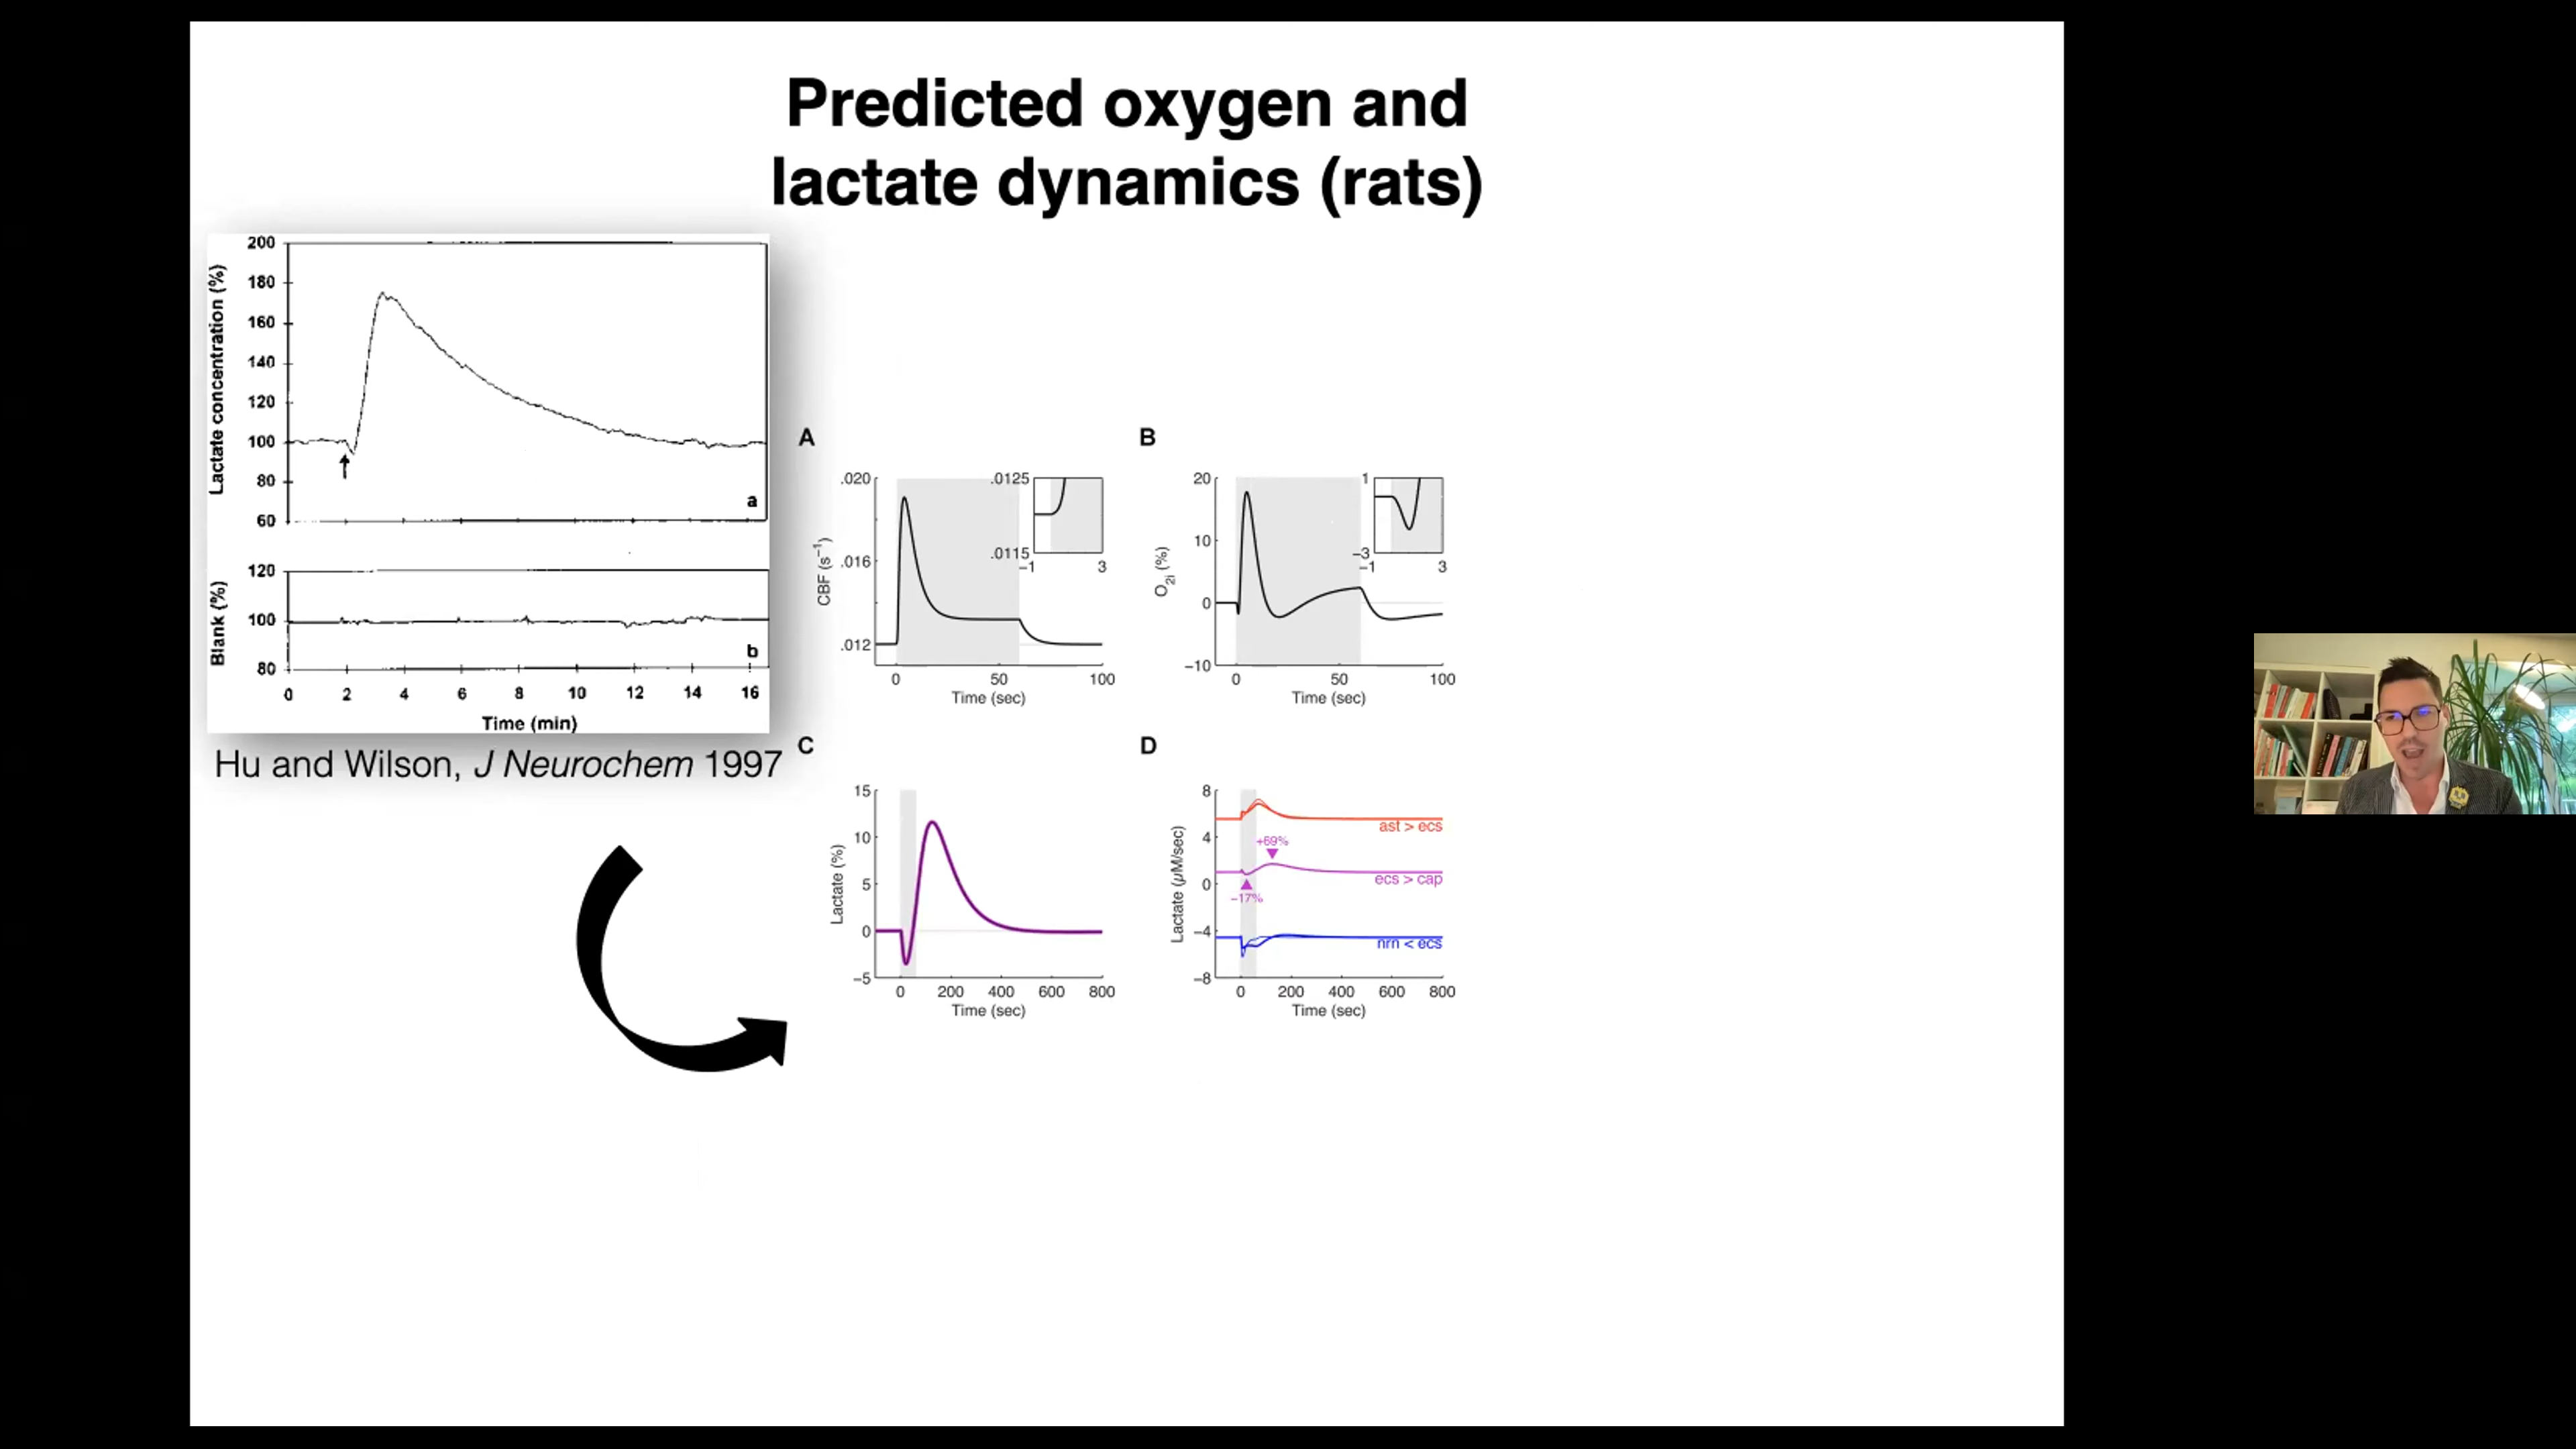 Predicted oxygen and
lactate dynamics (rats)
Lactate concentration (%)
200
180
160
140
120
100
80
60
a
Blank (%)
120
100
80
b
0 2 4 6 8 10 12 14 16
Time (min)
Hu and Wilson, J Neurochem 1997
A
CBF (s⁻¹)
.020
.016
.012
.0125
.0115
−1 3
0 50 100
Time (sec)
B
O2i (%)
20
10
0
−10
1
−3
−1 3
0 50 100
Time (sec)
C
Lactate (%)
15
10
5
0
−5
0 200 400 600 800
Time (sec)
D
Lactate (µM/sec)
8
4
0
−4
−8
ast > ecs
+69%
ecs > cap
−17%
nrn < ecs
0 200 400 600 800
Time (sec)